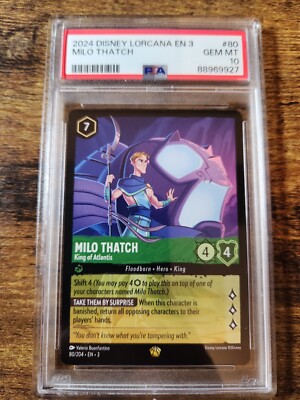 2024 DISNEY LORCANA EN 3 #80
MILO THATCH GEM MT
10
PSA 88969927
7
MILO THATCH
King of Atlantis
4 4
Floodborn • Hero • King
Shift 4 (You may pay 4 to play this on top of one
of your characters named Milo Thatch.)
TAKE THEM BY SURPRISE When this character is
banished, return all opposing characters to their
players' hands.
"You don't know what you're tampering with."
Valerio Buonfantino
80/204 • EN • 3